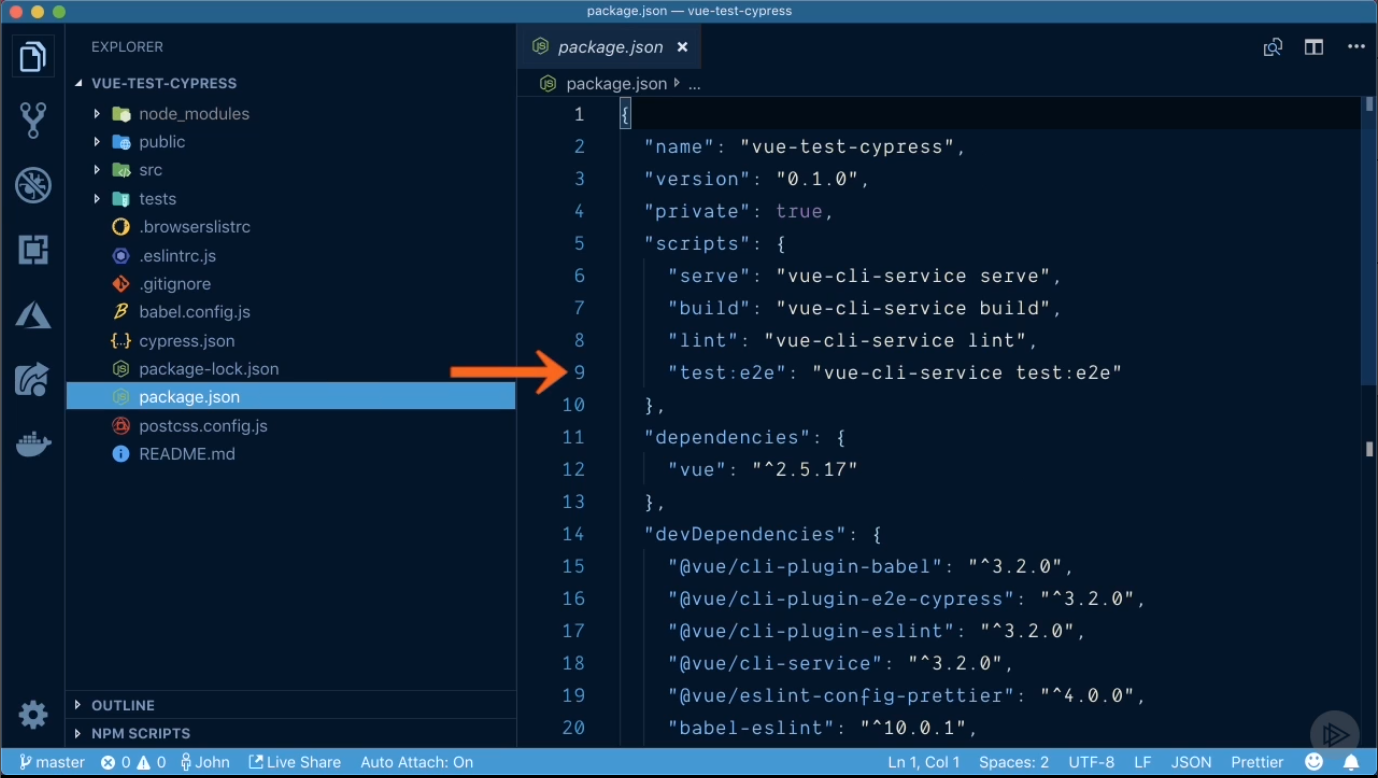 package.json — vue-test-cypress
EXPLORER
VUE-TEST-CYPRESS
node_modules
public
src
tests
.browserslistrc
.eslintrc.js
.gitignore
babel.config.js
cypress.json
package-lock.json
package.json
postcss.config.js
README.md
OUTLINE
NPM SCRIPTS
package.json
package.json ...
1 {
2 "name": "vue-test-cypress",
3 "version": "0.1.0",
4 "private": true,
5 "scripts": {
6 "serve": "vue-cli-service serve",
7 "build": "vue-cli-service build",
8 "lint": "vue-cli-service lint",
9 "test:e2e": "vue-cli-service test:e2e"
10 },
11 "dependencies": {
12 "vue": "^2.5.17"
13 },
14 "devDependencies": {
15 "@vue/cli-plugin-babel": "^3.2.0",
16 "@vue/cli-plugin-e2e-cypress": "^3.2.0",
17 "@vue/cli-plugin-eslint": "^3.2.0",
18 "@vue/cli-service": "^3.2.0",
19 "@vue/eslint-config-prettier": "^4.0.0",
20 "babel-eslint": "^10.0.1",
master 0 0 John Live Share Auto Attach: On Ln 1, Col 1 Spaces: 2 UTF-8 LF JSON Prettier